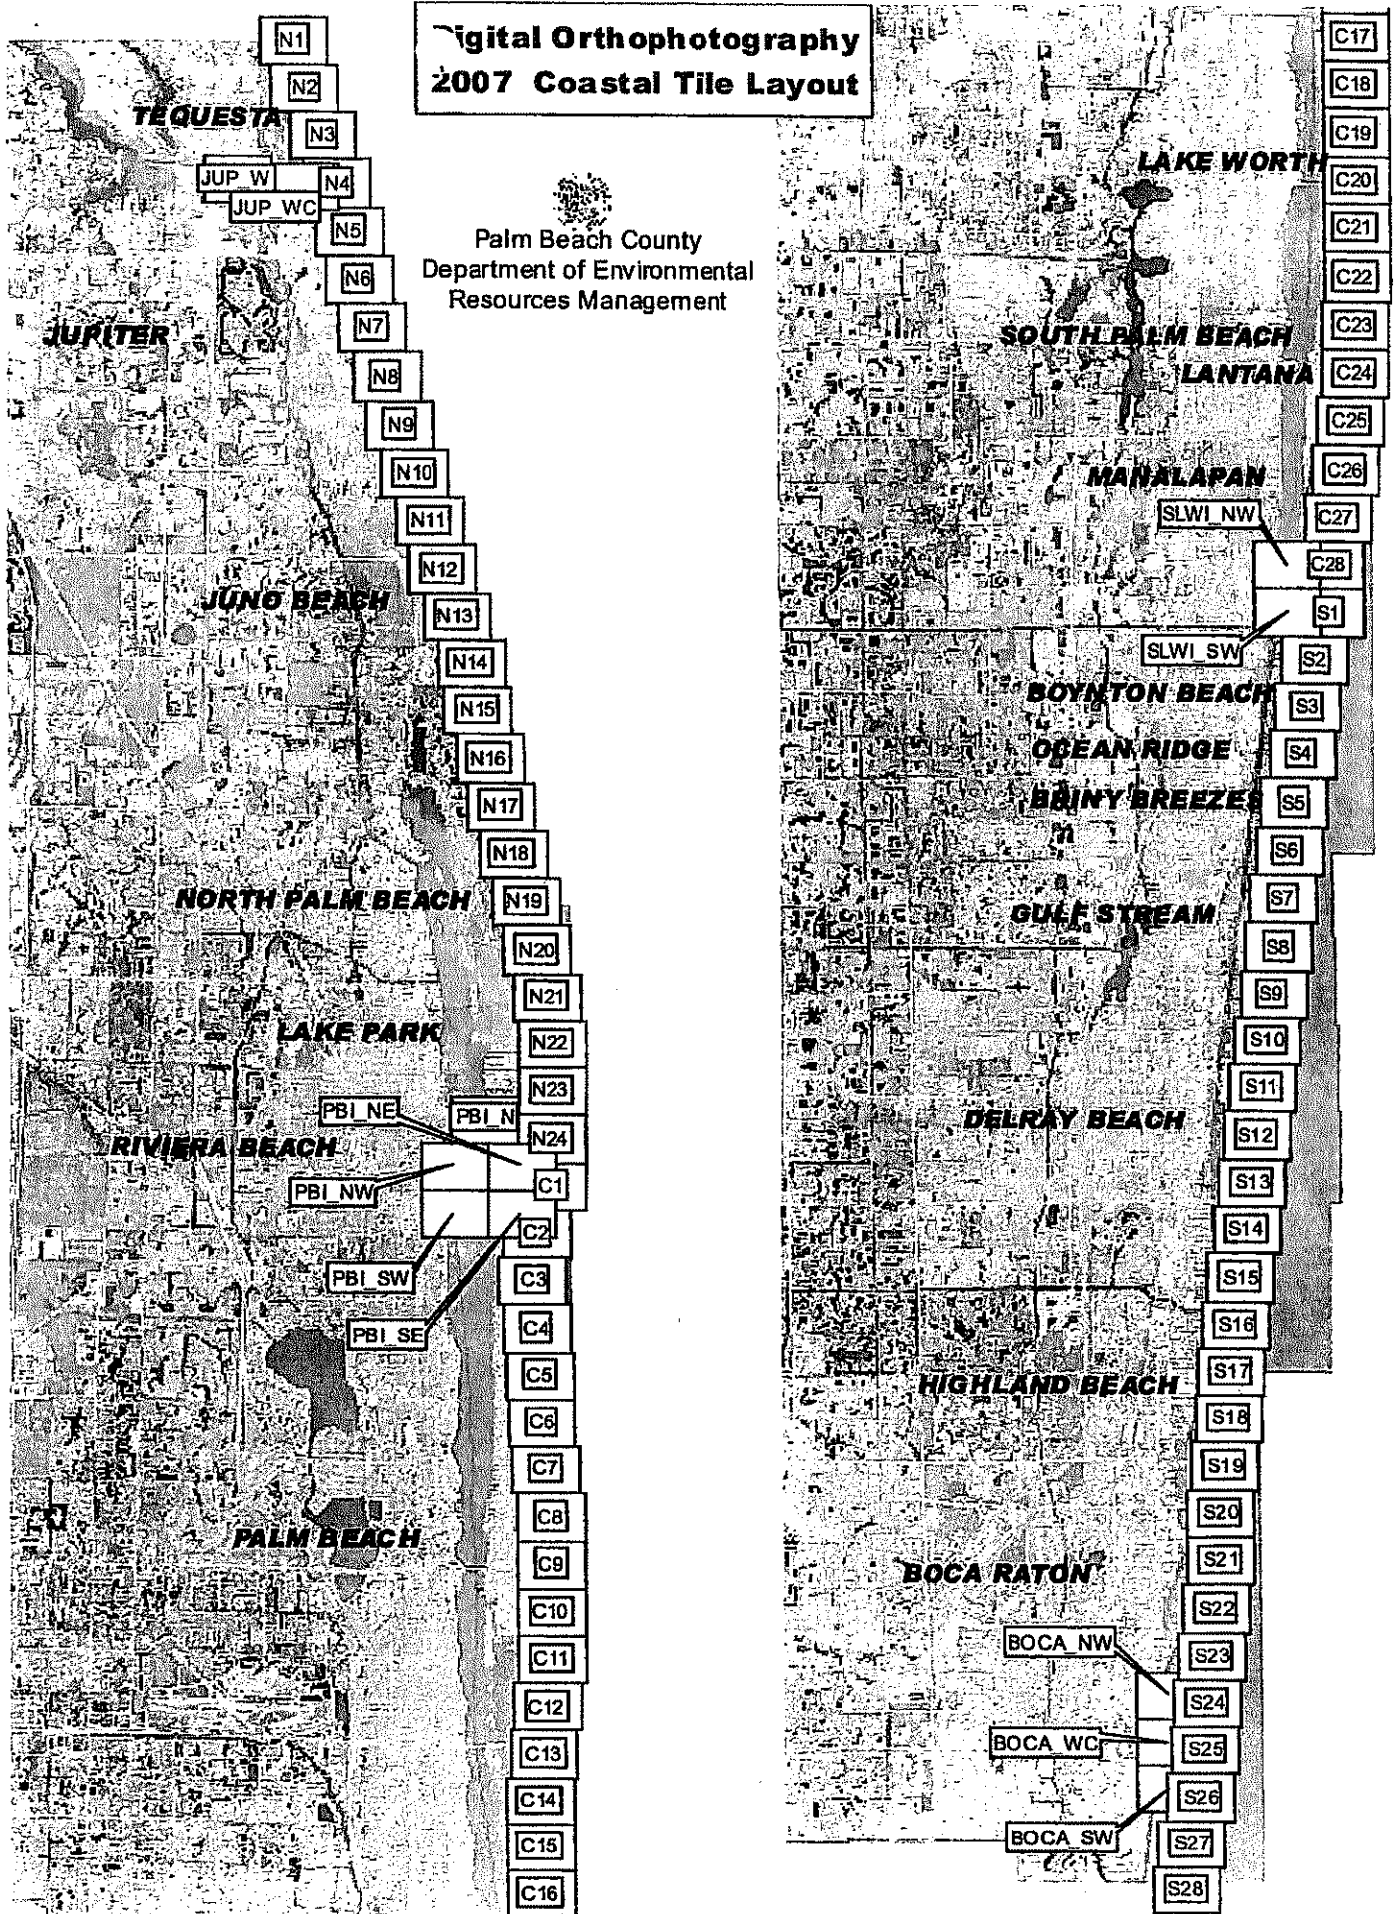 igital Orthophotography
2007 Coastal Tile Layout
Palm Beach County
Department of Environmental
Resources Management
N1
N2
TEQUESTA
N3
JUP_W
N4
JUP_WC
N5
N6
JUPITER
N7
N8
N9
N10
N11
N12
JUNO BEACH
N13
N14
N15
N16
N17
N18
NORTH PALM BEACH
N19
N20
N21
LAKE PARK
N22
N23
PBI_NE
PBI_N
N24
RIVIERA BEACH
PBI_NW
C1
C2
PBI_SW
C3
PBI_SE
C4
C5
C6
C7
C8
PALM BEACH
C9
C10
C11
C12
C13
C14
C15
C16
C17
C18
C19
LAKE WORTH
C20
C21
C22
C23
SOUTH PALM BEACH
C24
LANTANA
C25
C26
MANALAPAN
SLWI_NW
C27
C28
S1
SLWI_SW
S2
BOYNTON BEACH
S3
OCEAN RIDGE
S4
BRINY BREEZES
S5
S6
S7
GULF STREAM
S8
S9
S10
S11
DELRAY BEACH
S12
S13
S14
S15
S16
S17
HIGHLAND BEACH
S18
S19
S20
S21
BOCA RATON
S22
BOCA_NW
S23
S24
BOCA_WC
S25
S26
BOCA_SW
S27
S28